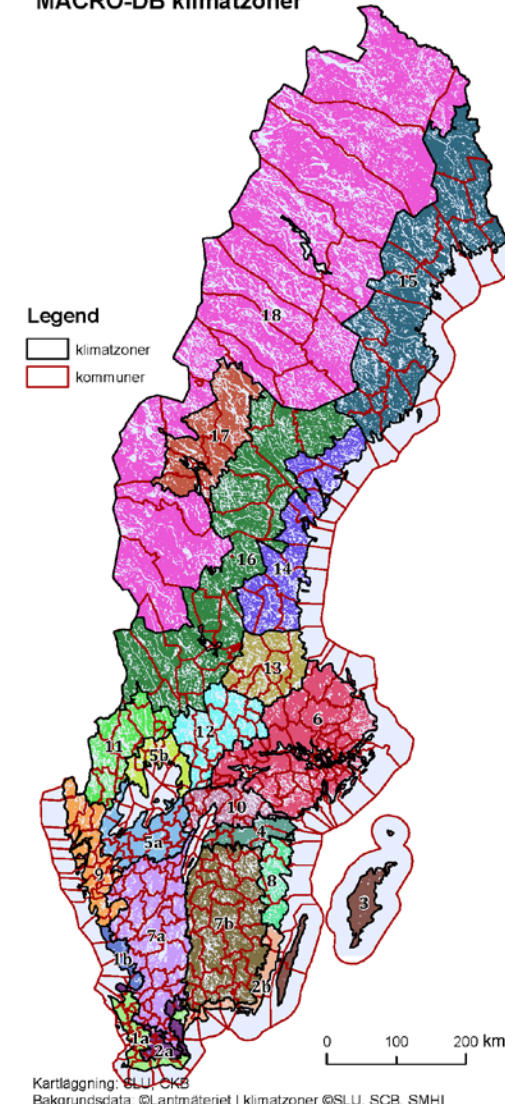 MACRO-DB klimatzoner
18
15
Legend
klimatzoner
kommuner
17
16
14
13
6
12
11
5b
10
4
5a
9
8
3
7b
7a
1b
2b
1a
2a
0 100 200 km
Kartläggning: SLU, CKB
Bakgrundsdata: ©Lantmäteriet | klimatzoner ©SLU, SCB, SMHI